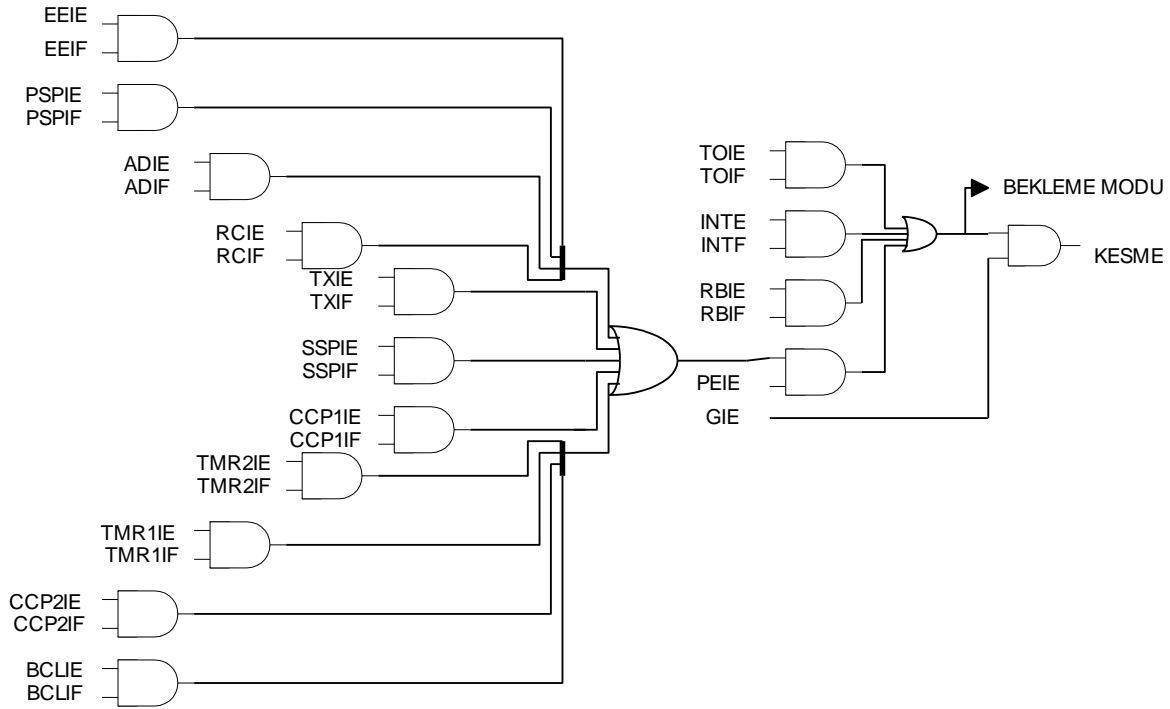 EEIE
EEIF
PSPIE
PSPIF
ADIE
ADIF
RCIE
RCIF
TXIE
TXIF
SSPIE
SSPIF
CCP1IE
CCP1IF
TMR2IE
TMR2IF
TMR1IE
TMR1IF
CCP2IE
CCP2IF
BCLIE
BCLIF
TOIE
TOIF
INTE
INTF
RBIE
RBIF
PEIE
GIE
BEKLEME MODU
KESME